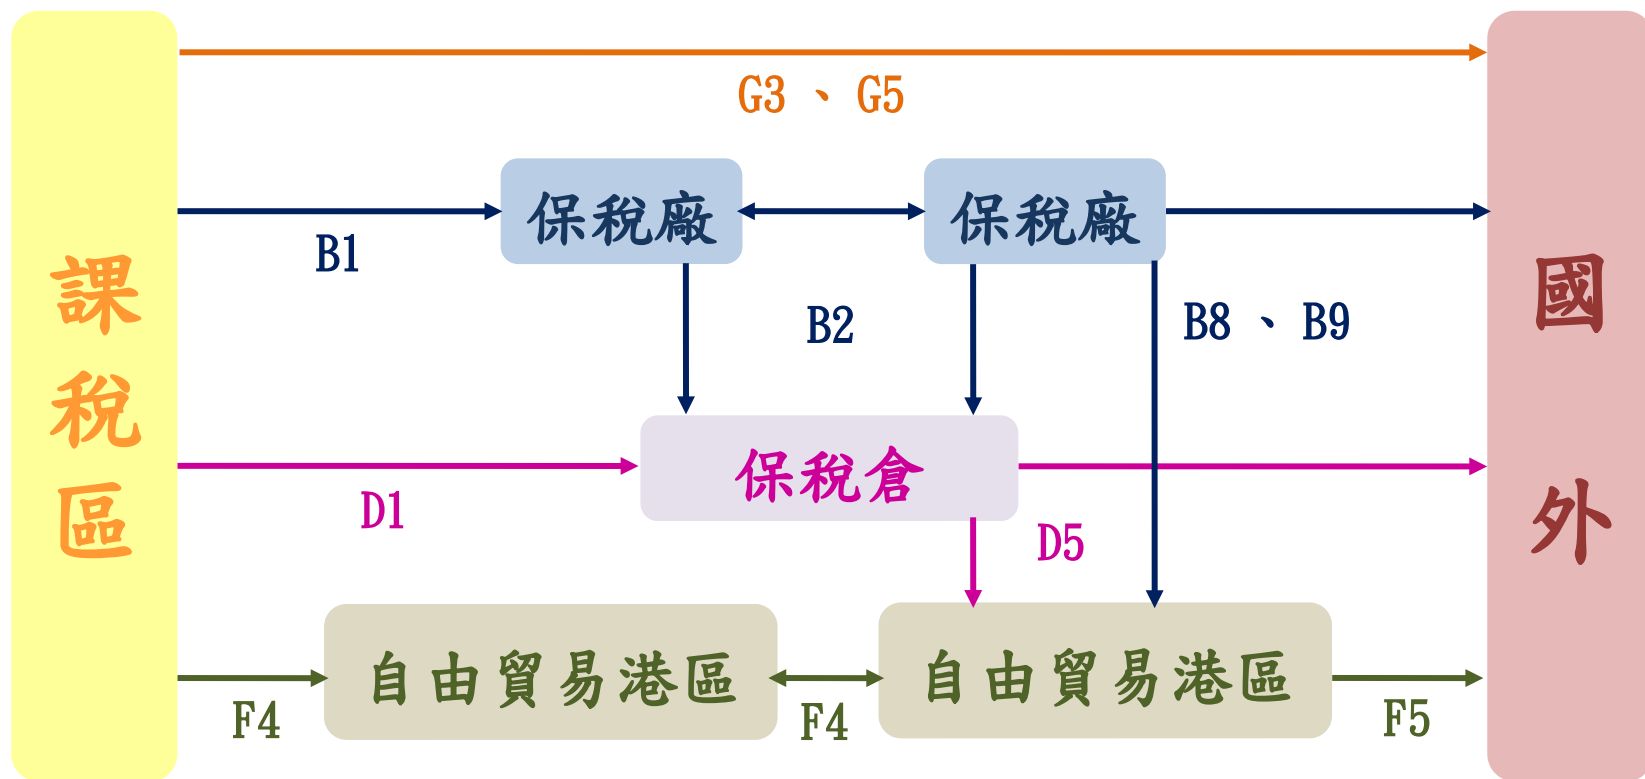 課稅區
國外
G3 、 G5
保稅廠
保稅廠
B1
B2
B8 、 B9
保稅倉
D1
D5
自由貿易港區
自由貿易港區
F4
F4
F5